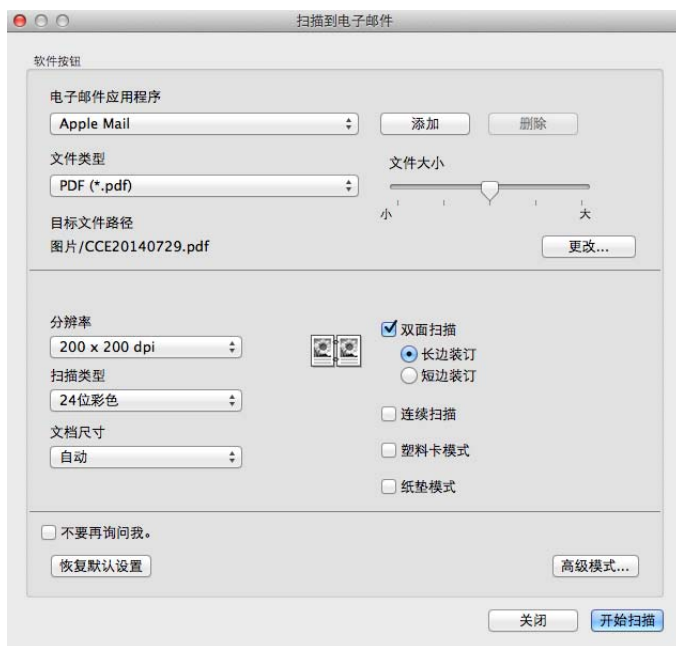 扫描到电子邮件
软件按钮
电子邮件应用程序
Apple Mail
添加
删除
文件类型
PDF (*.pdf)
文件大小
小
大
目标文件路径
图片/CCE20140729.pdf
更改...
分辨率
200 x 200 dpi
双面扫描
长边装订
短边装订
扫描类型
24位彩色
连续扫描
文档尺寸
自动
塑料卡模式
纸垫模式
不要再询问我。
恢复默认设置
高级模式...
关闭
开始扫描